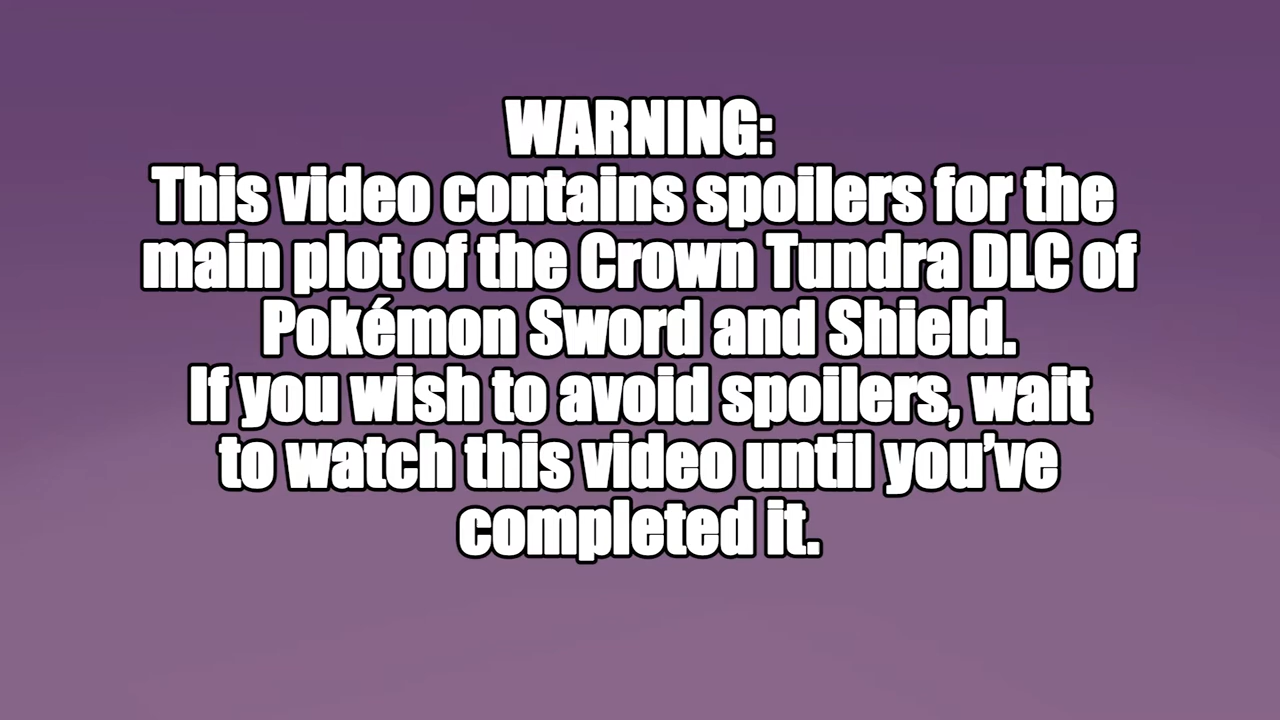 WARNING:
This video contains spoilers for the
main plot of the Crown Tundra DLC of
Pokémon Sword and Shield.
If you wish to avoid spoilers, wait
to watch this video until you’ve
completed it.